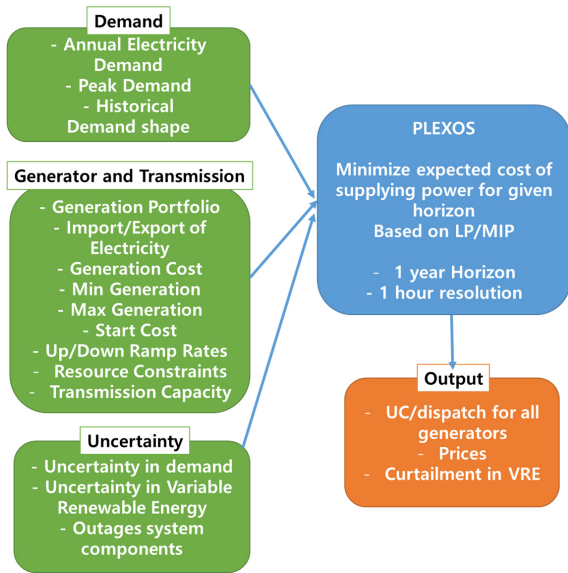 Demand
- Annual Electricity
Demand
- Peak Demand
- Historical
Demand shape
Generator and Transmission
- Generation Portfolio
- Import/Export of
Electricity
- Generation Cost
- Min Generation
- Max Generation
- Start Cost
- Up/Down Ramp Rates
- Resource Constraints
- Transmission Capacity
Uncertainty
- Uncertainty in demand
- Uncertainty in Variable
Renewable Energy
- Outages system
components
PLEXOS
Minimize expected cost of
supplying power for given
horizon
Based on LP/MIP
- 1 year Horizon
- 1 hour resolution
Output
- UC/dispatch for all
generators
- Prices
- Curtailment in VRE